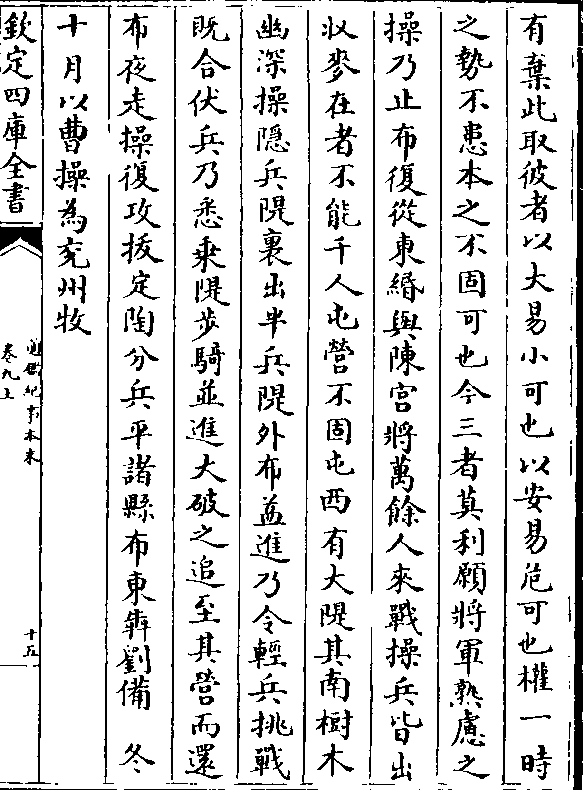 有棄此取彼者以大易小可也以安易危可也權一時
之勢不患本之不固可也今三者莫利願將軍熟慮之
操乃止布復從東緡與陳宮將萬餘人來戰操兵皆出
收麥在者不能千人屯營不固屯西有大隄其南樹木
幽深操隱兵隄裏出半兵隄外布益進乃令輕兵挑戰
既合伏兵乃悉乗隄步騎並進大破之追至其營而還
布夜走操復攻拔定陶分兵平諸縣布東犇劉備 冬
十月以曹操為兖州牧
欽定四庫全書
通鑑紀事本末
卷九上
十五